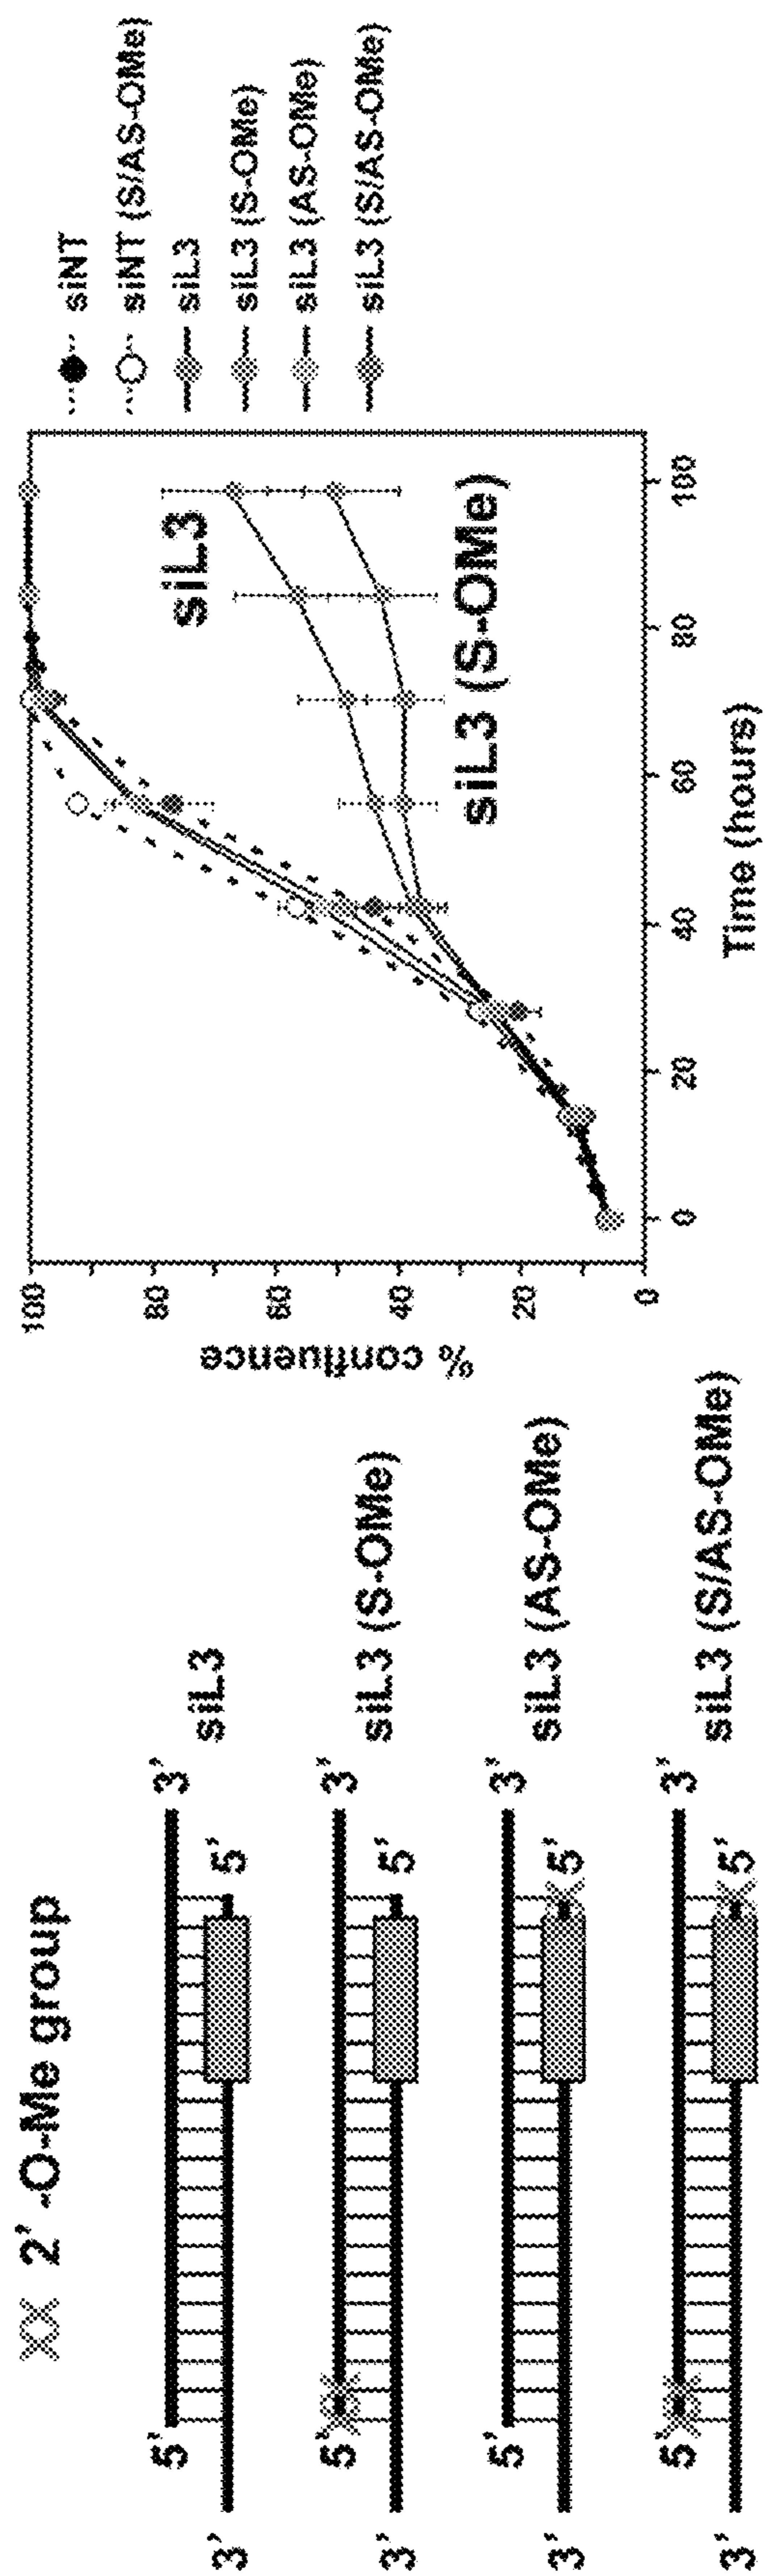 2' -O-Me group
5' 3'
3' 5'
siL3
5' 3'
3' 5'
siL3 (S-OMe)
5' 3'
3' 5'
siL3 (AS-OMe)
5' 3'
3' 5'
siL3 (S/AS-OMe)
% confluence
100
80
60
40
20
0
0 20 40 60 80 100
Time (hours)
siL3
siL3 (S-OMe)
siNT
siNT (S/AS-OMe)
siL3
siL3 (S-OMe)
siL3 (AS-OMe)
siL3 (S/AS-OMe)